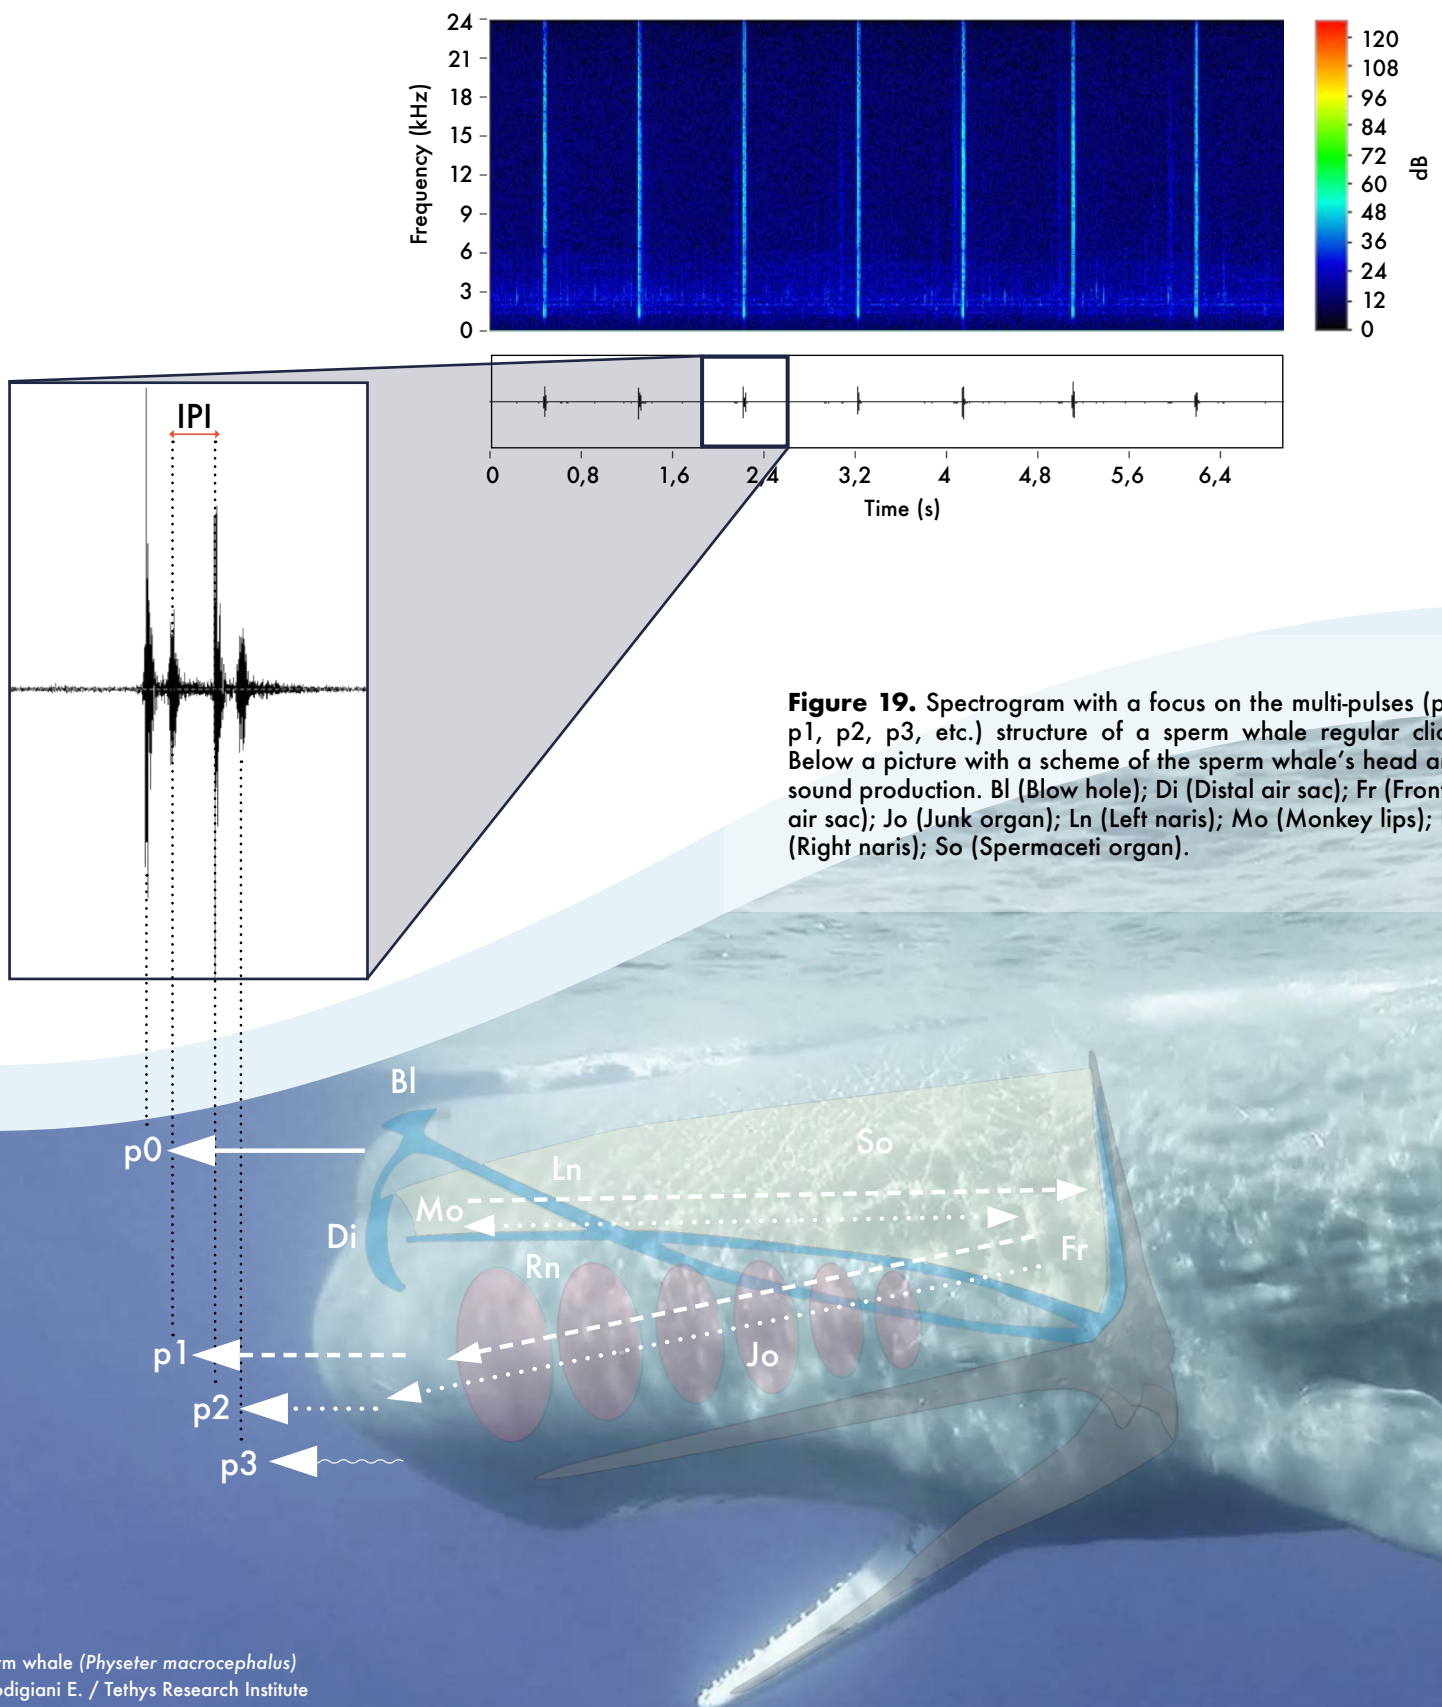 24
21
18
15
12
9
6
3
0
Frequency (kHz)
120
108
96
84
72
60
48
36
24
12
0
dB
IPI
0 0,8 1,6 2,4 3,2 4 4,8 5,6 6,4
Time (s)
Figure 19. Spectrogram with a focus on the multi-pulses (p
p1, p2, p3, etc.) structure of a sperm whale regular clic
Below a picture with a scheme of the sperm whale's head a
sound production. Bl (Blow hole); Di (Distal air sac); Fr (Front
air sac); Jo (Junk organ); Ln (Left naris); Mo (Monkey lips);
(Right naris); So (Spermaceti organ).
Bl
p0
So
Ln
Mo
Di
Fr
Rn
p1
Jo
p2
p3
rm whale (Physeter macrocephalus)
odigiani E. / Tethys Research Institute